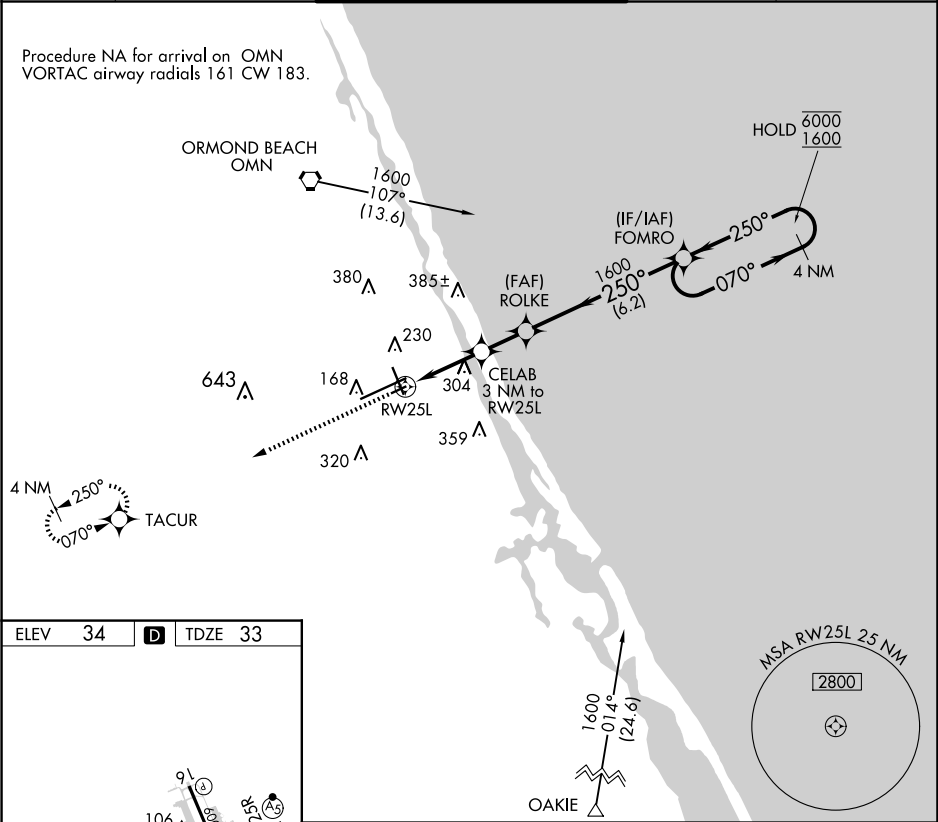 Procedure NA for arrival on OMN
VORTAC airway radials 161 CW 183.
ORMOND BEACH
OMN
1600
107°
(13.6)
HOLD 6000
1600
(IF/IAF)
FOMRO
250°
070°
4 NM
1600
250°
(6.2)
(FAF)
ROLKE
380
385±
230
643
168
304
CELAB
3 NM to
RW25L
RW25L
359
320
4 NM
250°
070°
TACUR
ELEV 34 D TDZE 33
MSA RW25L 25 NM
2800
1600
014°
(24.6)
OAKIE
16
P
25R
A5
106